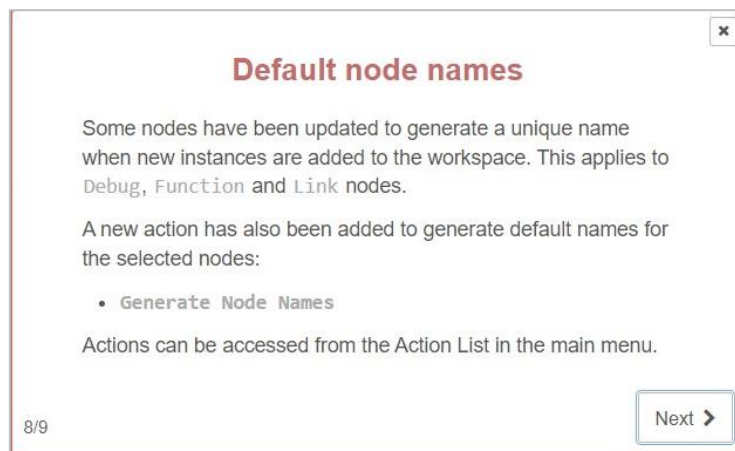 Default node names
Some nodes have been updated to generate a unique name
when new instances are added to the workspace. This applies to
Debug, Function and Link nodes.
A new action has also been added to generate default names for
the selected nodes:
• Generate Node Names
Actions can be accessed from the Action List in the main menu.
8/9
Next